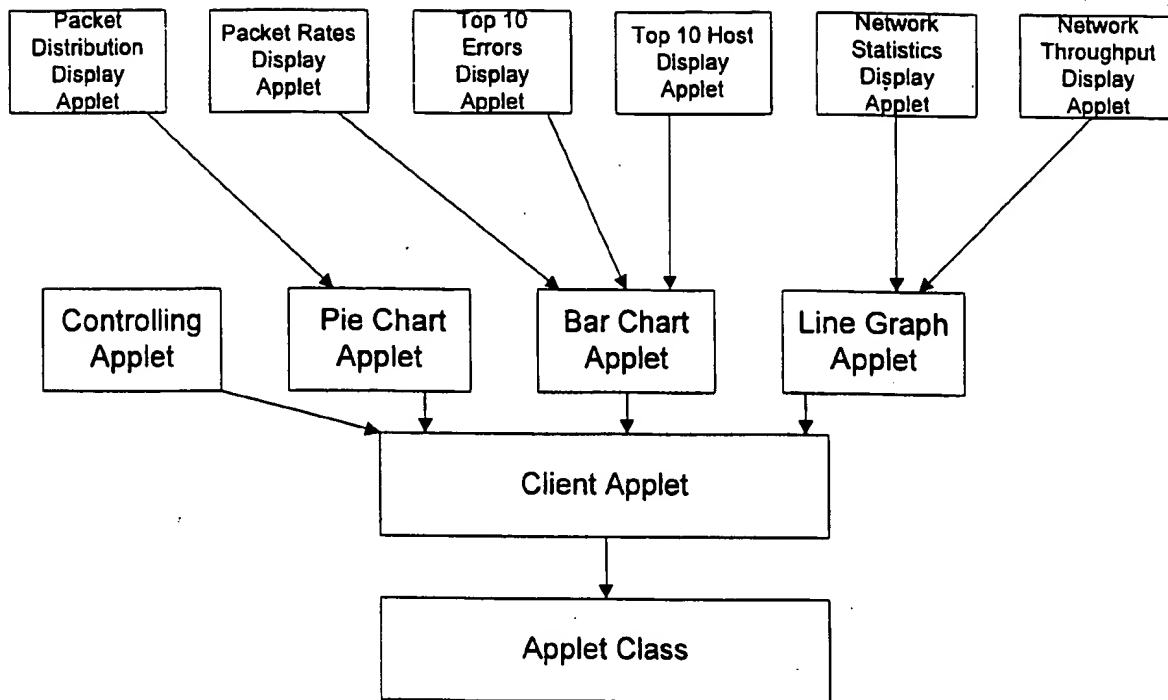 Packet
Distribution
Display
Applet
Packet Rates
Display
Applet
Top 10
Errors
Display
Applet
Top 10 Host
Display
Applet
Network
Statistics
Display
Applet
Network
Throughput
Display
Applet
Controlling
Applet
Pie Chart
Applet
Bar Chart
Applet
Line Graph
Applet
Client Applet
Applet Class